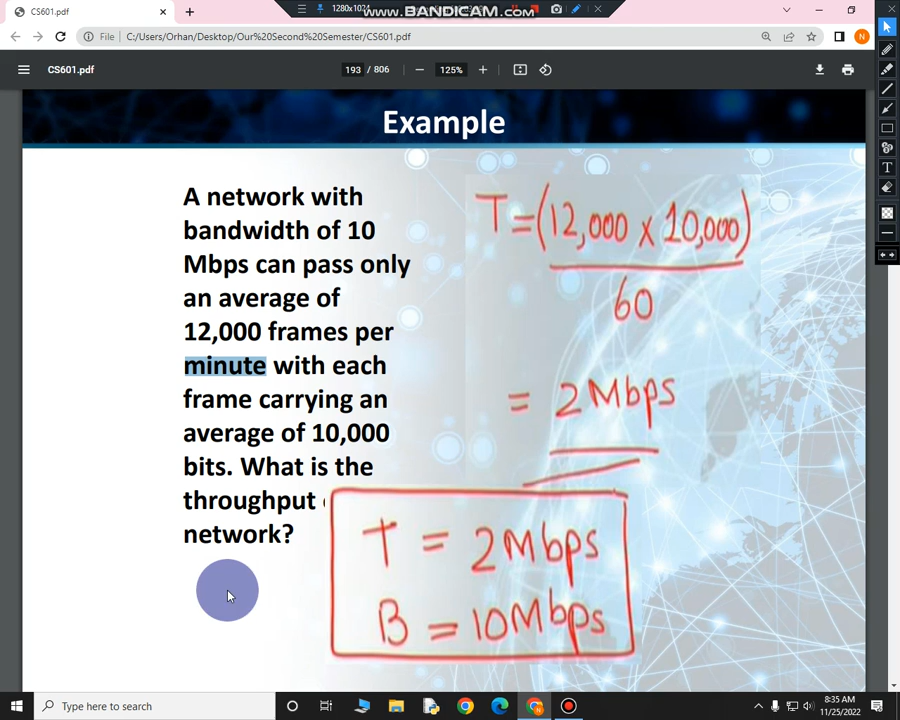 CS601.pdf
1280x1024
www.BANDICAM.com
File
C:/Users/Orhan/Desktop/Our%20Second%20Semester/CS601.pdf
N
CS601.pdf
193 / 806
125%
Example
A network with
bandwidth of 10
Mbps can pass only
an average of
12,000 frames per
minute with each
frame carrying an
average of 10,000
bits. What is the
throughput
network?
T = (12,000 x 10,000)
60
= 2Mbps
T = 2Mbps
B = 10Mbps
Type here to search
8:35 AM
11/25/2022